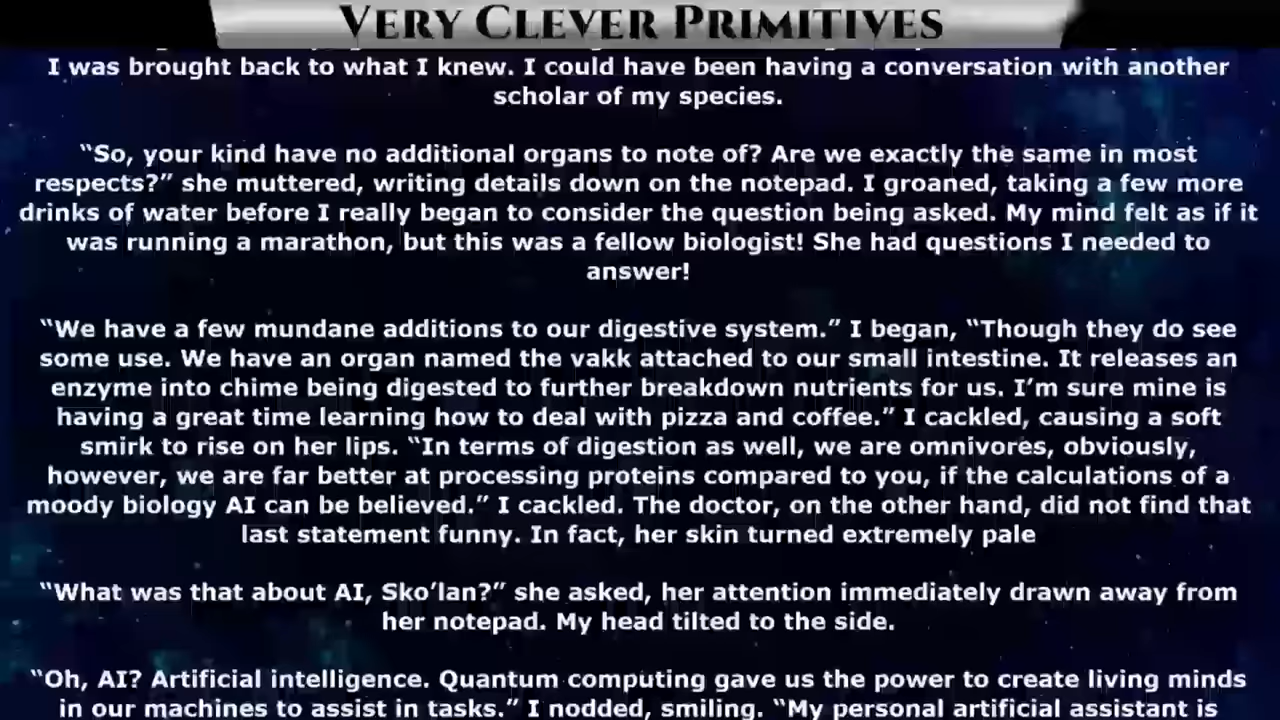 VERY CLEVER PRIMITIVES
I was brought back to what I knew. I could have been having a conversation with another
scholar of my species.
“So, your kind have no additional organs to note of? Are we exactly the same in most
respects?” she muttered, writing details down on the notepad. I groaned, taking a few more
drinks of water before I really began to consider the question being asked. My mind felt as if it
was running a marathon, but this was a fellow biologist! She had questions I needed to
answer!
“We have a few mundane additions to our digestive system.” I began, “Though they do see
some use. We have an organ named the vakk attached to our small intestine. It releases an
enzyme into chime being digested to further breakdown nutrients for us. I’m sure mine is
having a great time learning how to deal with pizza and coffee.” I cackled, causing a soft
smirk to rise on her lips. “In terms of digestion as well, we are omnivores, obviously,
however, we are far better at processing proteins compared to you, if the calculations of a
moody biology AI can be believed.” I cackled. The doctor, on the other hand, did not find that
last statement funny. In fact, her skin turned extremely pale
“What was that about AI, Sko’lan?” she asked, her attention immediately drawn away from
her notepad. My head tilted to the side.
“Oh, AI? Artificial intelligence. Quantum computing gave us the power to create living minds
in our machines to assist in tasks.” I nodded, smiling. “My personal artificial assistant is